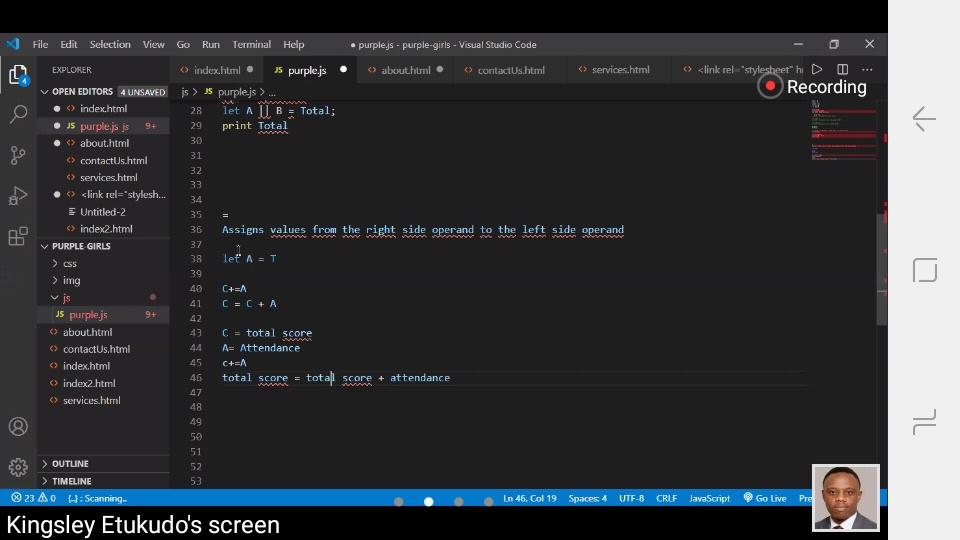 File Edit Selection View Go Run Terminal Help ● purple.js - purple-girls - Visual Studio Code
EXPLORER index.html purple.js about.html contactUs.html services.html <link rel="stylesheet"
Recording
OPEN EDITORS 4 UNSAVED
index.html
JS purple.js js 9+
about.html
contactUs.html
services.html
<link rel="stylesh...
Untilted-2
index2.html
PURPLE-GIRLS
css
img
js
purple.js 9+
about.html
contactUs.html
index.html
index2.html
services.html
OUTLINE
TIMELINE
js > JS purple.js > ...
28 let A || B = Total;
29 print Total
30
31
32
33
34
35 =
36 Assigns values from the right side operand to the left side operand
37
38 let A = T
39
40 C+=A
41 C = C + A
42
43 C = total score
44 A= Attendance
45 c+=A
46 total score = total score + attendance
47
48
49
50
51
52
53
23 0 {..} : Scanning.. Ln 46, Col 19 Spaces: 4 UTF-8 CRLF JavaScript Go Live Pre
Kingsley Etukudo's screen
4